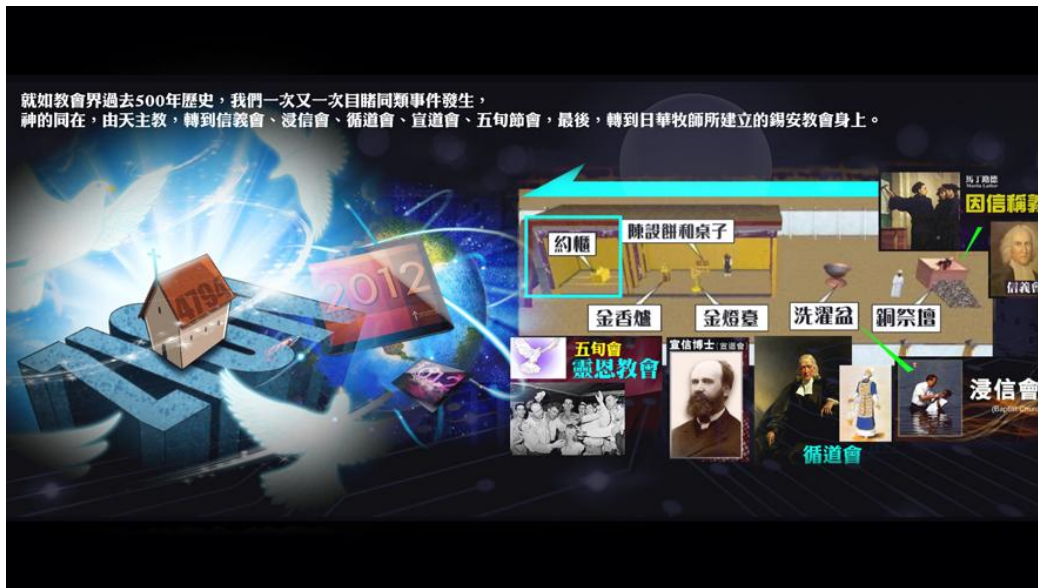 就如教會界過去500年歷史，我們一次又一次目睹同類事件發生，
神的同在，由天主教，轉到信義會、浸信會、循道會、宣道會、五旬節會，最後，轉到日華牧師所建立的錫安教會身上。
馬丁路德
Martin Luther
因信稱義
信義會
約櫃
陳設餅和桌子
金香爐
金燈臺
洗濯盆
銅祭壇
4794
2012
2012
五旬會
靈恩教會
宣信博士
宣道會
循道會
浸信會